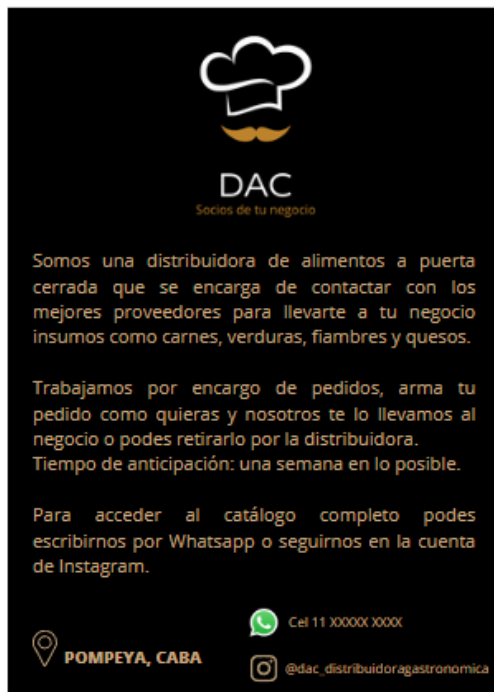 DAC
Socios de tu negocio
Somos una distribuidora de alimentos a puerta
cerrada que se encarga de contactar con los
mejores proveedores para llevarte a tu negocio
insumos como carnes, verduras, fiambres y quesos.
Trabajamos por encargo de pedidos, arma tu
pedido como quieras y nosotros te lo llevamos al
negocio o podes retirarlo por la distribuidora.
Tiempo de anticipación: una semana en lo posible.
Para acceder al catálogo completo podes
escribirnos por Whatsapp o seguirnos en la cuenta
de Instagram.
Cel 11 XXXXX XXXX
POMPEYA, CABA
@dac_distribuidoragastronomica